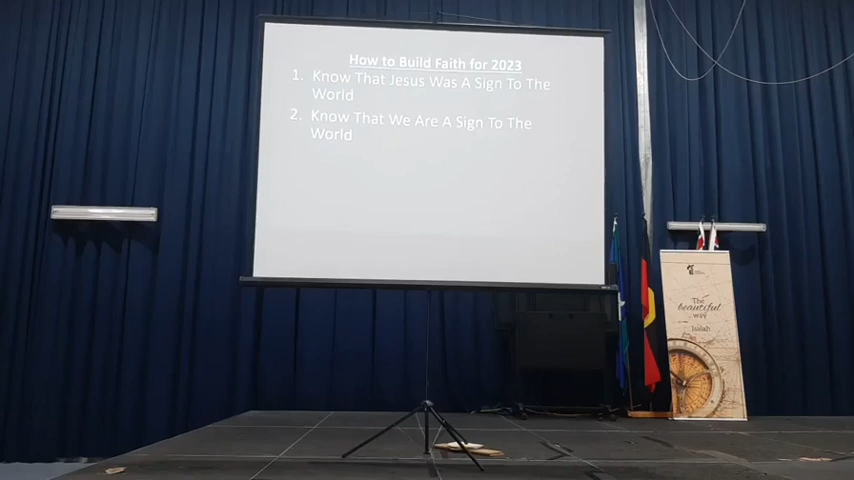 How to Build Faith for 2023
1. Know That Jesus Was A Sign To The
World
2. Know That We Are A Sign To The
World
The
beautiful
way
Isaiah